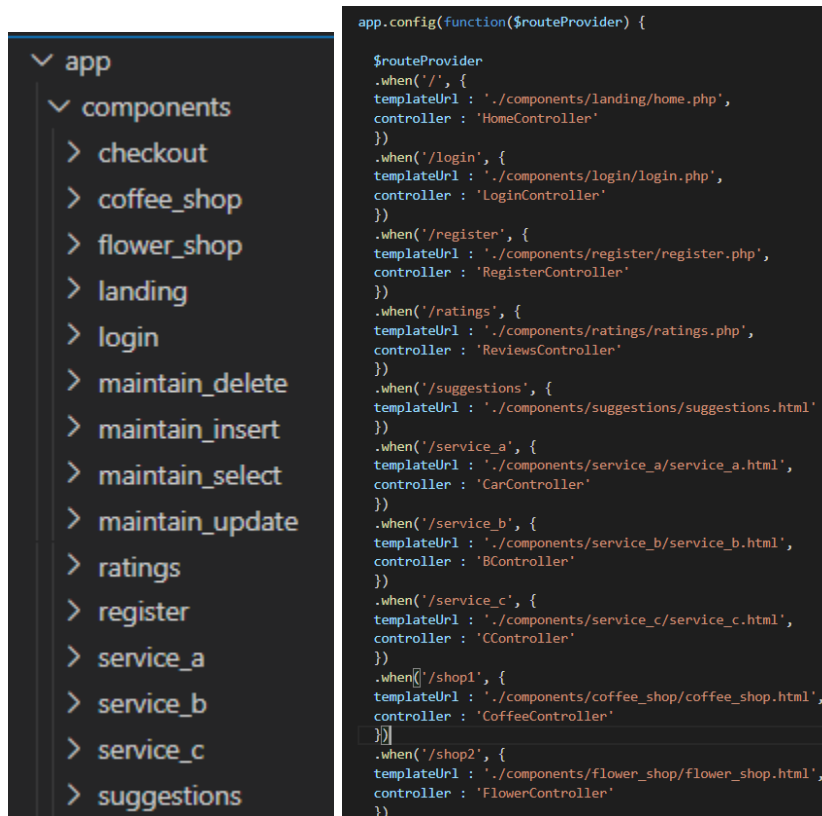 app
components
checkout
coffee_shop
flower_shop
landing
login
maintain_delete
maintain_insert
maintain_select
maintain_update
ratings
register
service_a
service_b
service_c
suggestions
app.config(function($routeProvider) {
$routeProvider
.when('/', {
templateUrl : './components/landing/home.php',
controller : 'HomeController'
})
.when('/login', {
templateUrl : './components/login/login.php',
controller : 'LoginController'
})
.when('/register', {
templateUrl : './components/register/register.php',
controller : 'RegisterController'
})
.when('/ratings', {
templateUrl : './components/ratings/ratings.php',
controller : 'ReviewsController'
})
.when('/suggestions', {
templateUrl : './components/suggestions/suggestions.html'
})
.when('/service_a', {
templateUrl : './components/service_a/service_a.html',
controller : 'CarController'
})
.when('/service_b', {
templateUrl : './components/service_b/service_b.html',
controller : 'BController'
})
.when('/service_c', {
templateUrl : './components/service_c/service_c.html',
controller : 'CController'
})
.when('/shop1', {
templateUrl : './components/coffee_shop/coffee_shop.html',
controller : 'CoffeeController'
})
.when('/shop2', {
templateUrl : './components/flower_shop/flower_shop.html',
controller : 'FlowerController'
})